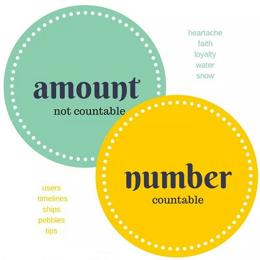 heartache
faith
loyalty
water
snow
amount
not countable
number
countable
users
timelines
ships
pebbles
tips